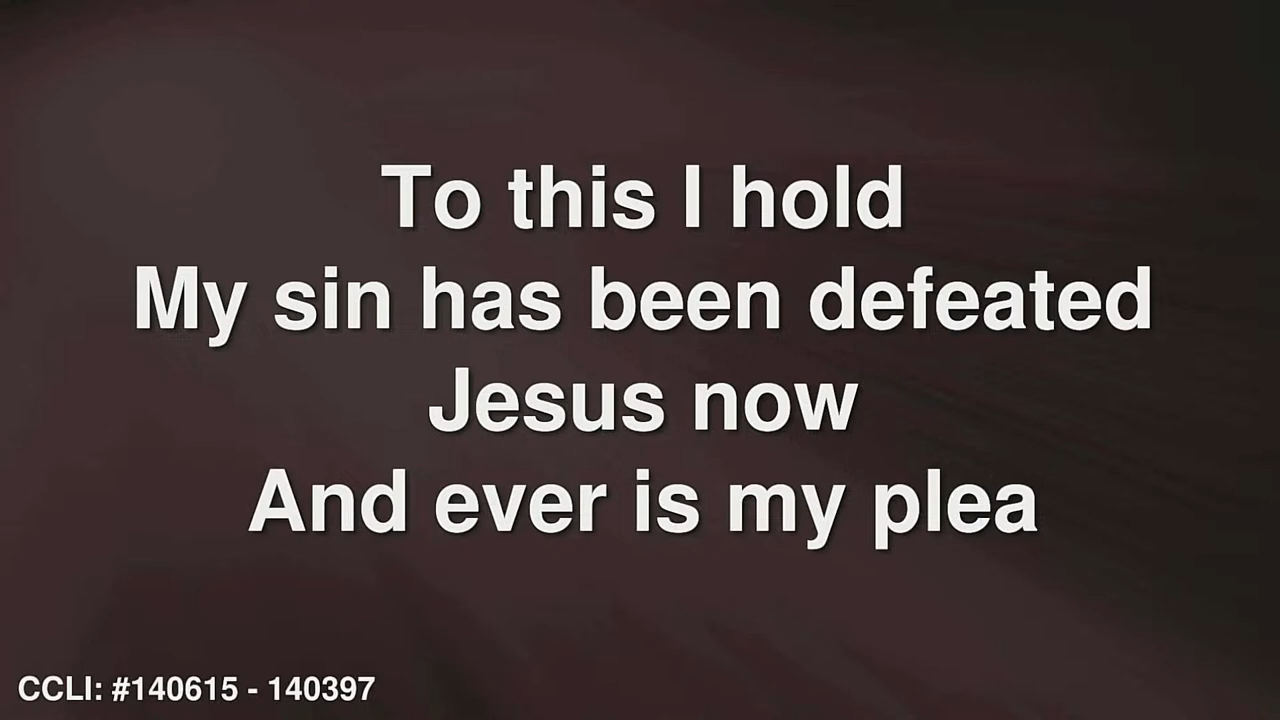 To this I hold
My sin has been defeated
Jesus now
And ever is my plea
CCLI: #140615 - 140397